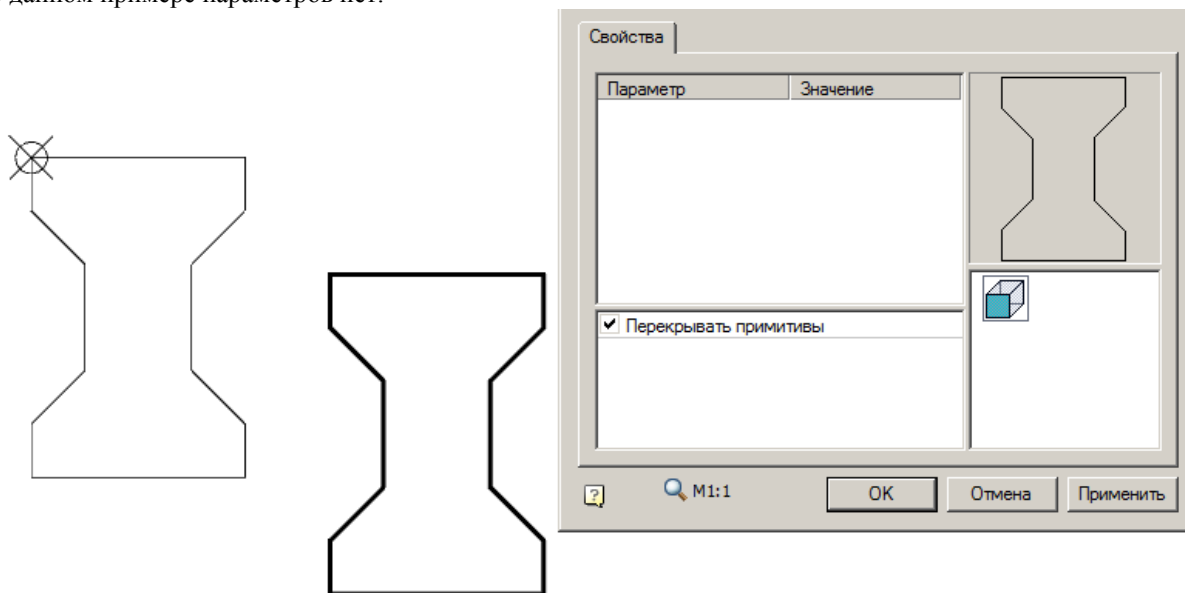 данном примере параметров нет.
Свойства
Параметр Значение
Перекрывать примитивы
? M1:1 OK Отмена Применить